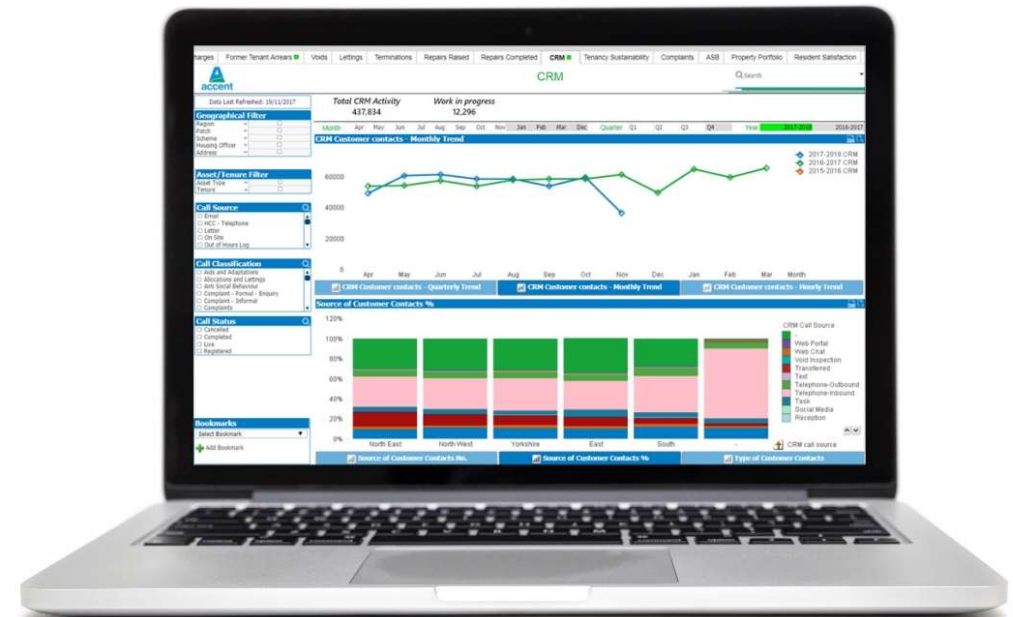 harges Former Tenant Arrears Voids Lettings Terminations Repairs Raised Repairs Completed CRM Tenancy Sustainability Complaints ASB Property Portfolio Resident Satisfaction
accent
CRM
Search
Data Last Refreshed: 19/11/2017
Total CRM Activity Work in progress
437,834 12,296
Month Apr May Jun Jul Aug Sep Oct Nov Dec Jan Feb Mar Quarter Q1 Q2 Q3 Q4 Year 2017-2018 2016-2017
Geographical Filter
Region
Patch
Scheme
Housing Officer
Address
Asset/Tenure Filter
Asset Type
Tenure
Call Source
Email
HCC - Telephone
Letter
On Site
Out of Hours Log
Call Classification
Aids and Adaptations
Allocations and Lettings
Anti Social Behaviour
Complaint - Formal - Enquiry
Complaint - Informal
Complaints
Call Status
Cancelled
Completed
Live
Registered
Bookmarks
Select Bookmark
Add Bookmark
CRM Customer contacts - Monthly Trend
2017-2018 CRM
2016-2017 CRM
2015-2016 CRM
60000
40000
20000
0
Apr May Jun Jul Aug Sep Oct Nov Dec Jan Feb Mar Month
CRM Customer contacts - Quarterly Trend CRM Customer contacts - Monthly Trend CRM Customer contacts - Hourly Trend
Source of Customer Contacts %
120%
100%
80%
60%
40%
20%
0%
North East North West Yorkshire East South -
CRM Call Source
-
Web Portal
Web Chat
Void Inspection
Transferred
Text
Telephone-Outbound
Telephone-Inbound
Task
Social Media
Reception
CRM call source
Source of Customer Contacts No. Source of Customer Contacts % Type of Customer Contacts